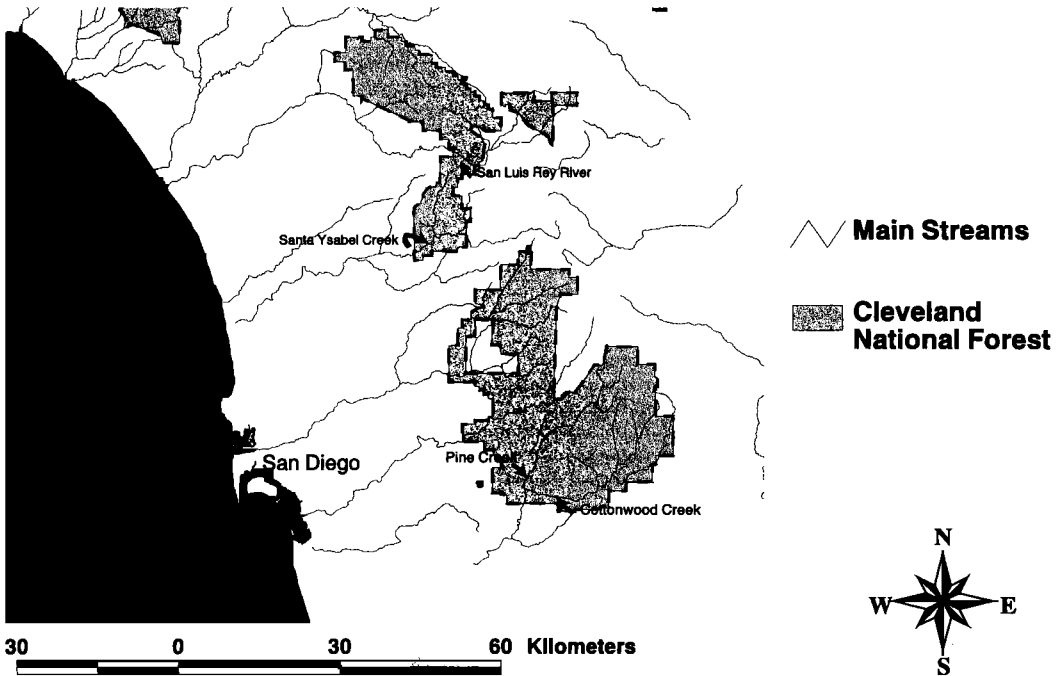 San Luis Rey River
Santa Ysabel Creek
Main Streams
Cleveland
National Forest
Pine Creek
San Diego
Cottonwood Creek
N
W
E
S
30 0 30 60 Kilometers